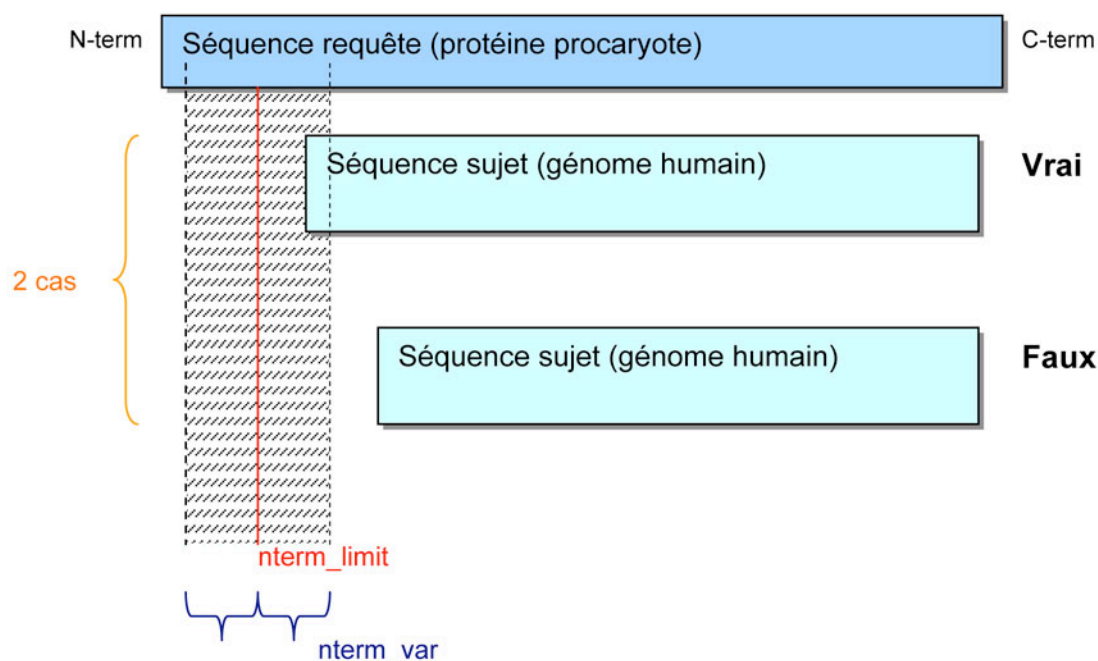 N-term
Séquence requête (protéine procaryote)
C-term
Séquence sujet (génome humain)
Vrai
2 cas
Séquence sujet (génome humain)
Faux
nterm_limit
nterm_var